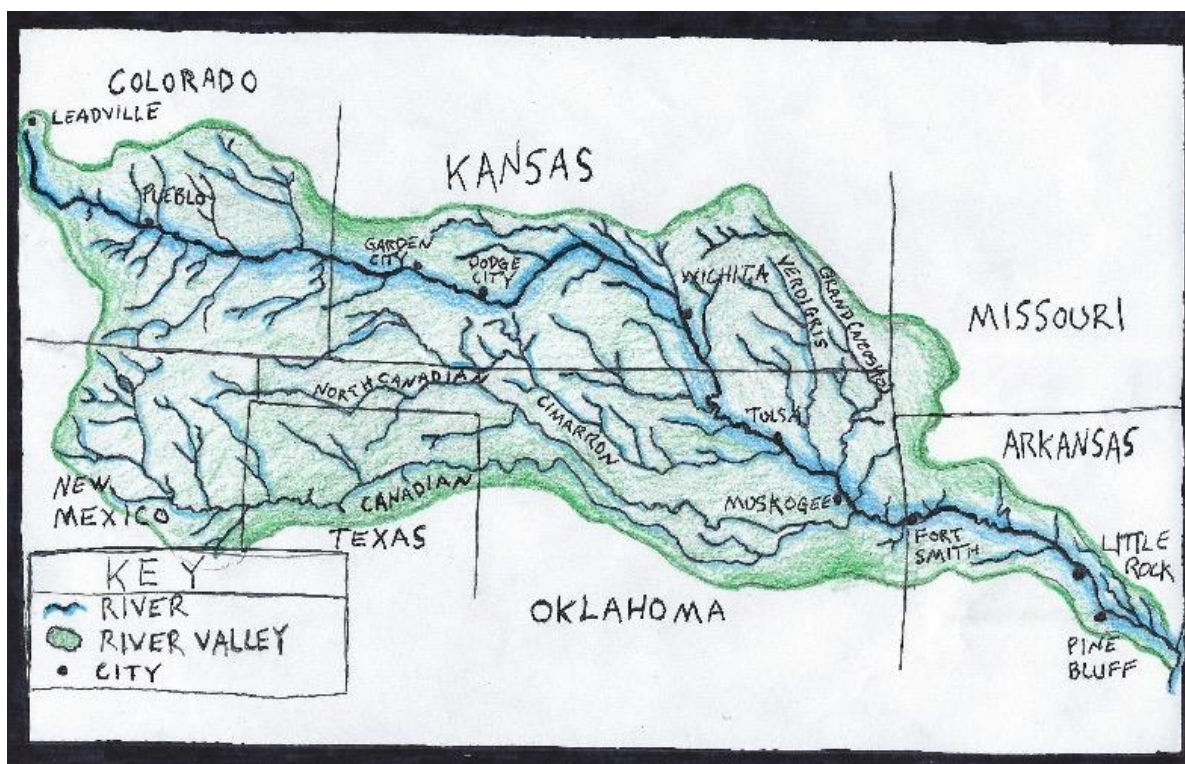 COLORADO
LEADVILLE
KANSAS
PUEBLO
GARDEN
CITY
DODGE
CITY
WICHITA
VERDIGRIS
GRAND
MISSOURI
NORTH CANADIAN
CIMARRON
TULSA
ARKANSAS
NEW
MEXICO
CANADIAN
TEXAS
MUSKOGEE
FORT
SMITH
LITTLE
ROCK
OKLAHOMA
PINE
BLUFF
KEY
RIVER
RIVER VALLEY
CITY